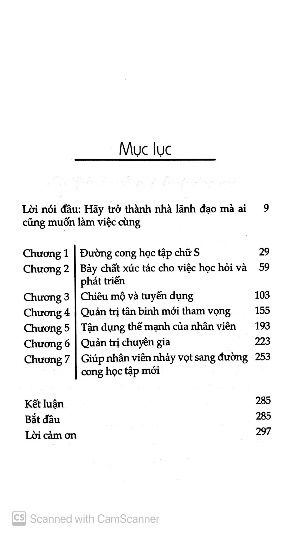 Mục lục
Lời nói đầu: Hãy trở thành nhà lãnh đạo mà ai 9
cũng muốn làm việc cùng
Chương 1 Đường cong học tập chữ S 29
Chương 2 Bảy chất xúc tác cho việc học hỏi và 59
phát triển
Chương 3 Chiêu mộ và tuyển dụng 103
Chương 4 Quản trị tân binh mới tham vọng 155
Chương 5 Tận dụng thế mạnh của nhân viên 193
Chương 6 Quản trị chuyên gia 223
Chương 7 Giúp nhân viên nhảy vọt sang đường 253
cong học tập mới
Kết luận 285
Bắt đầu 285
Lời cảm ơn 297
CS Scanned with CamScanner